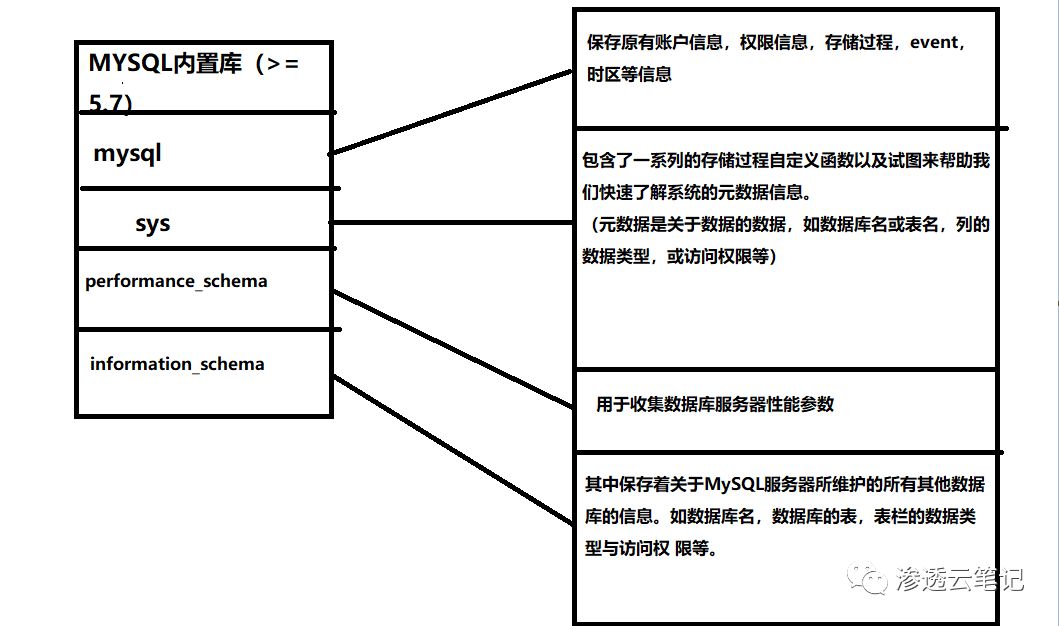 MYSQL内置库（>=
5.7)
mysql
sys
performance_schema
information_schema
保存原有账户信息，权限信息，存储过程，event，
时区等信息
包含了一系列的存储过程自定义函数以及试图来帮助我
们快速了解系统的元数据信息。
（元数据是关于数据的数据，如数据库名或表名，列的
数据类型，或访问权限等）
用于收集数据库服务器性能参数
其中保存着关于MySQL服务器所维护的所有其他数据
库的信息。如数据库名，数据库的表，表栏的数据类
型与访问权 限等。
渗透云笔记